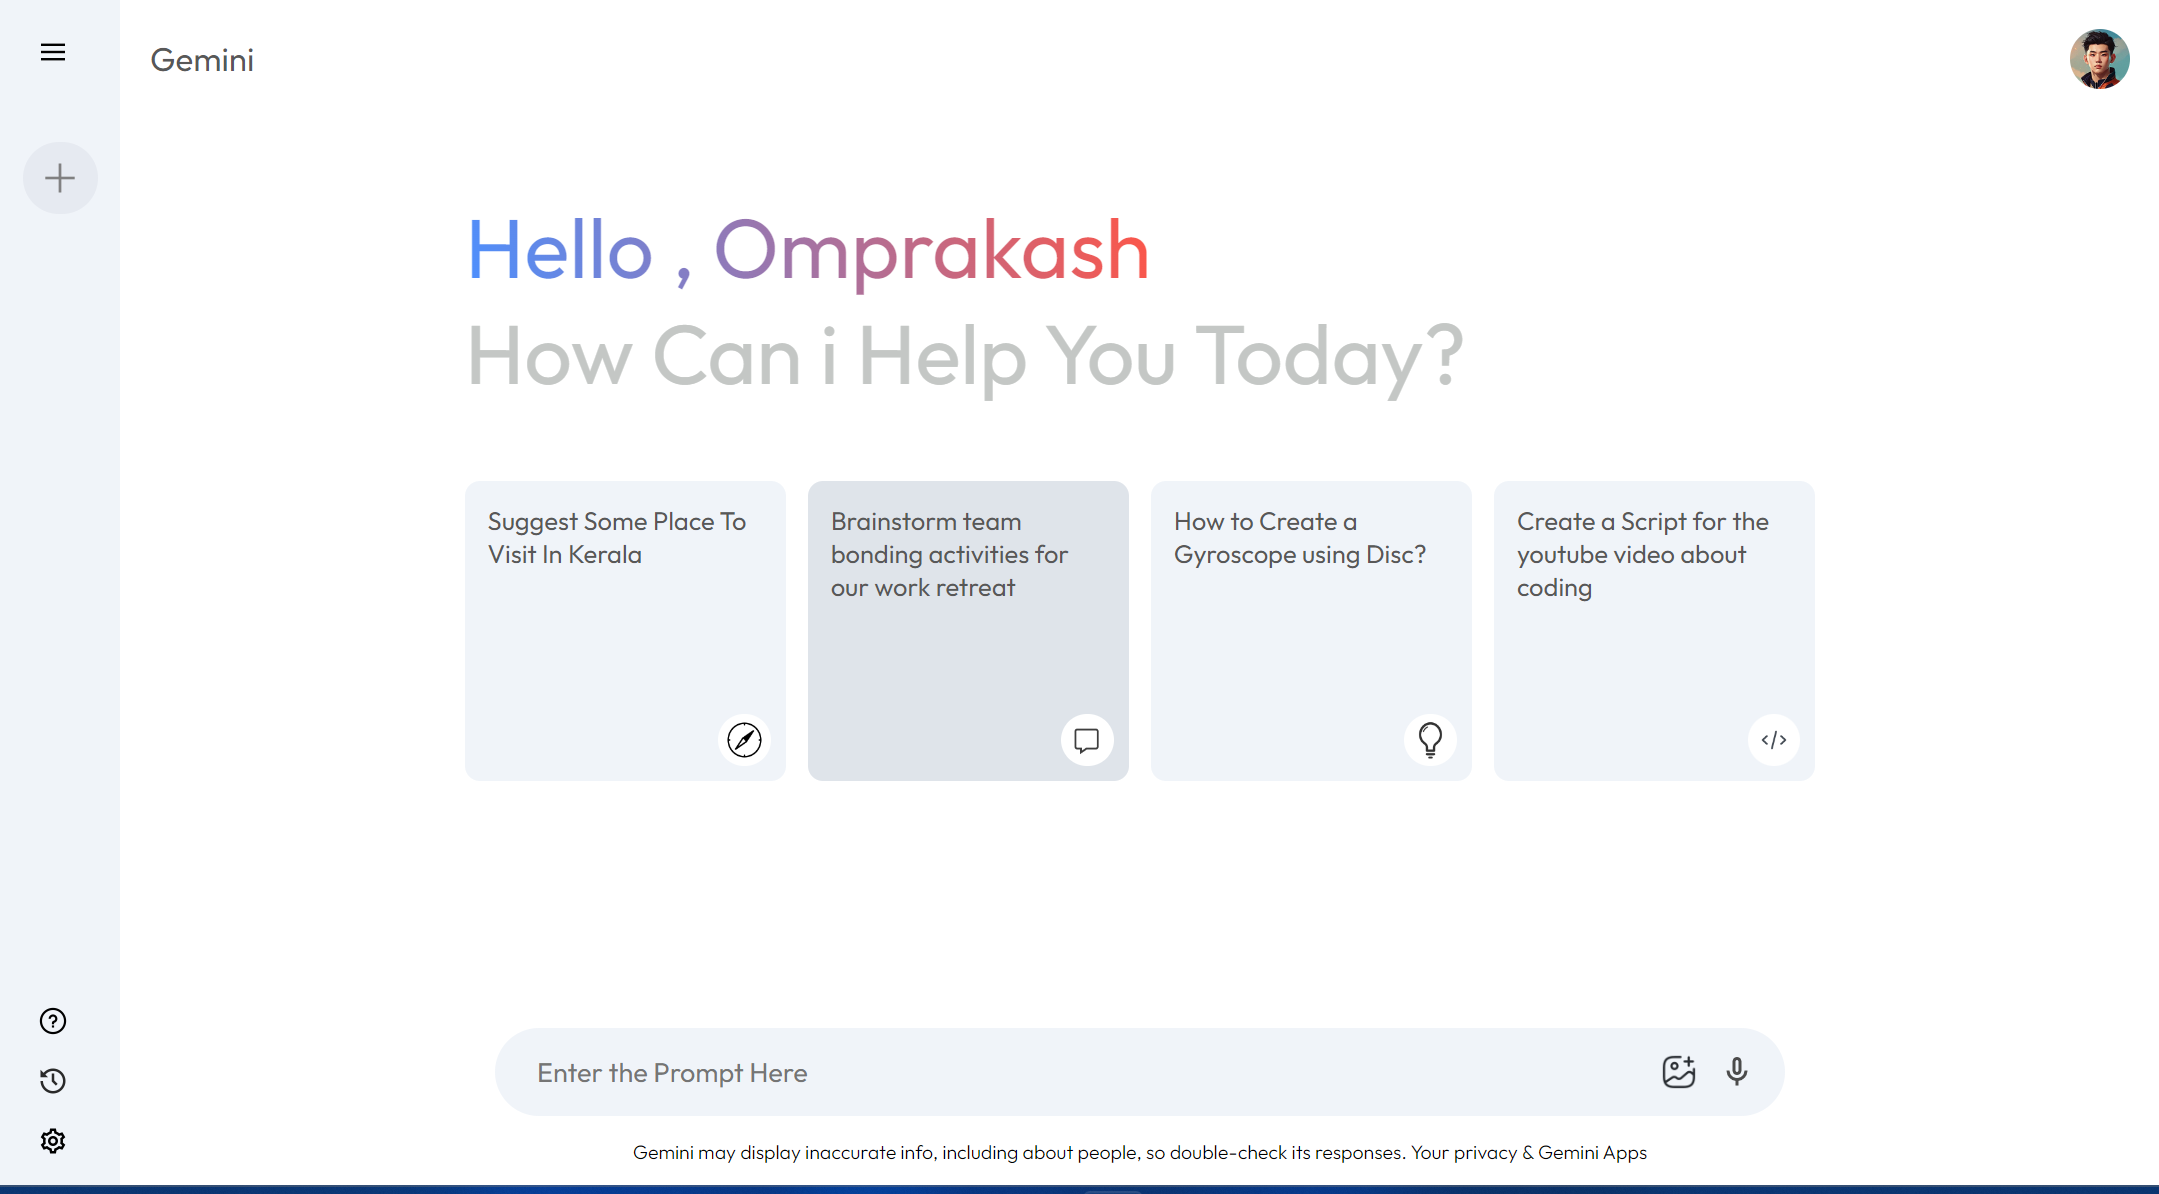 Gemini
Hello , Omprakash
How Can i Help You Today?
Suggest Some Place To
Visit In Kerala
Brainstorm team
bonding activities for
our work retreat
How to Create a
Gyroscope using Disc?
Create a Script for the
youtube video about
coding
Enter the Prompt Here
Gemini may display inaccurate info, including about people, so double-check its responses. Your privacy & Gemini Apps